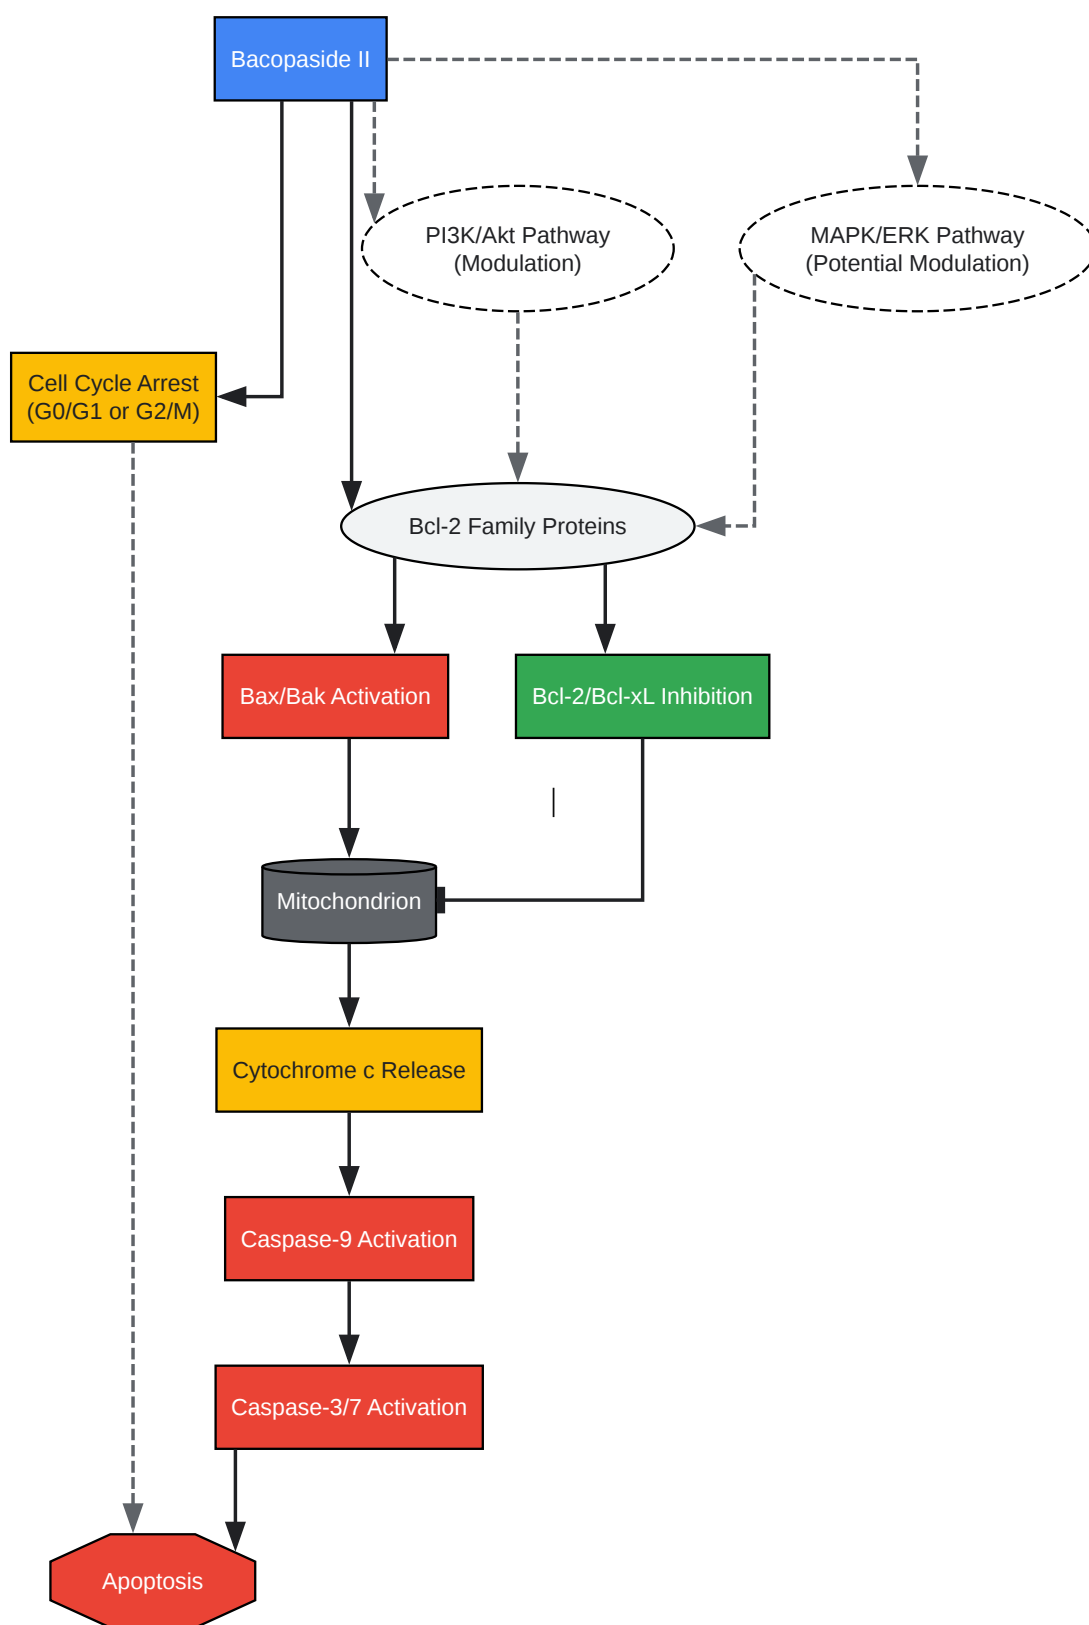 Bacopaside II
PI3K/Akt Pathway
(Modulation)
MAPK/ERK Pathway
(Potential Modulation)
Cell Cycle Arrest
(G0/G1 or G2/M)
Bcl-2 Family Proteins
Bax/Bak Activation
Bcl-2/Bcl-xL Inhibition
|
Mitochondrion
Cytochrome c Release
Caspase-9 Activation
Caspase-3/7 Activation
Apoptosis